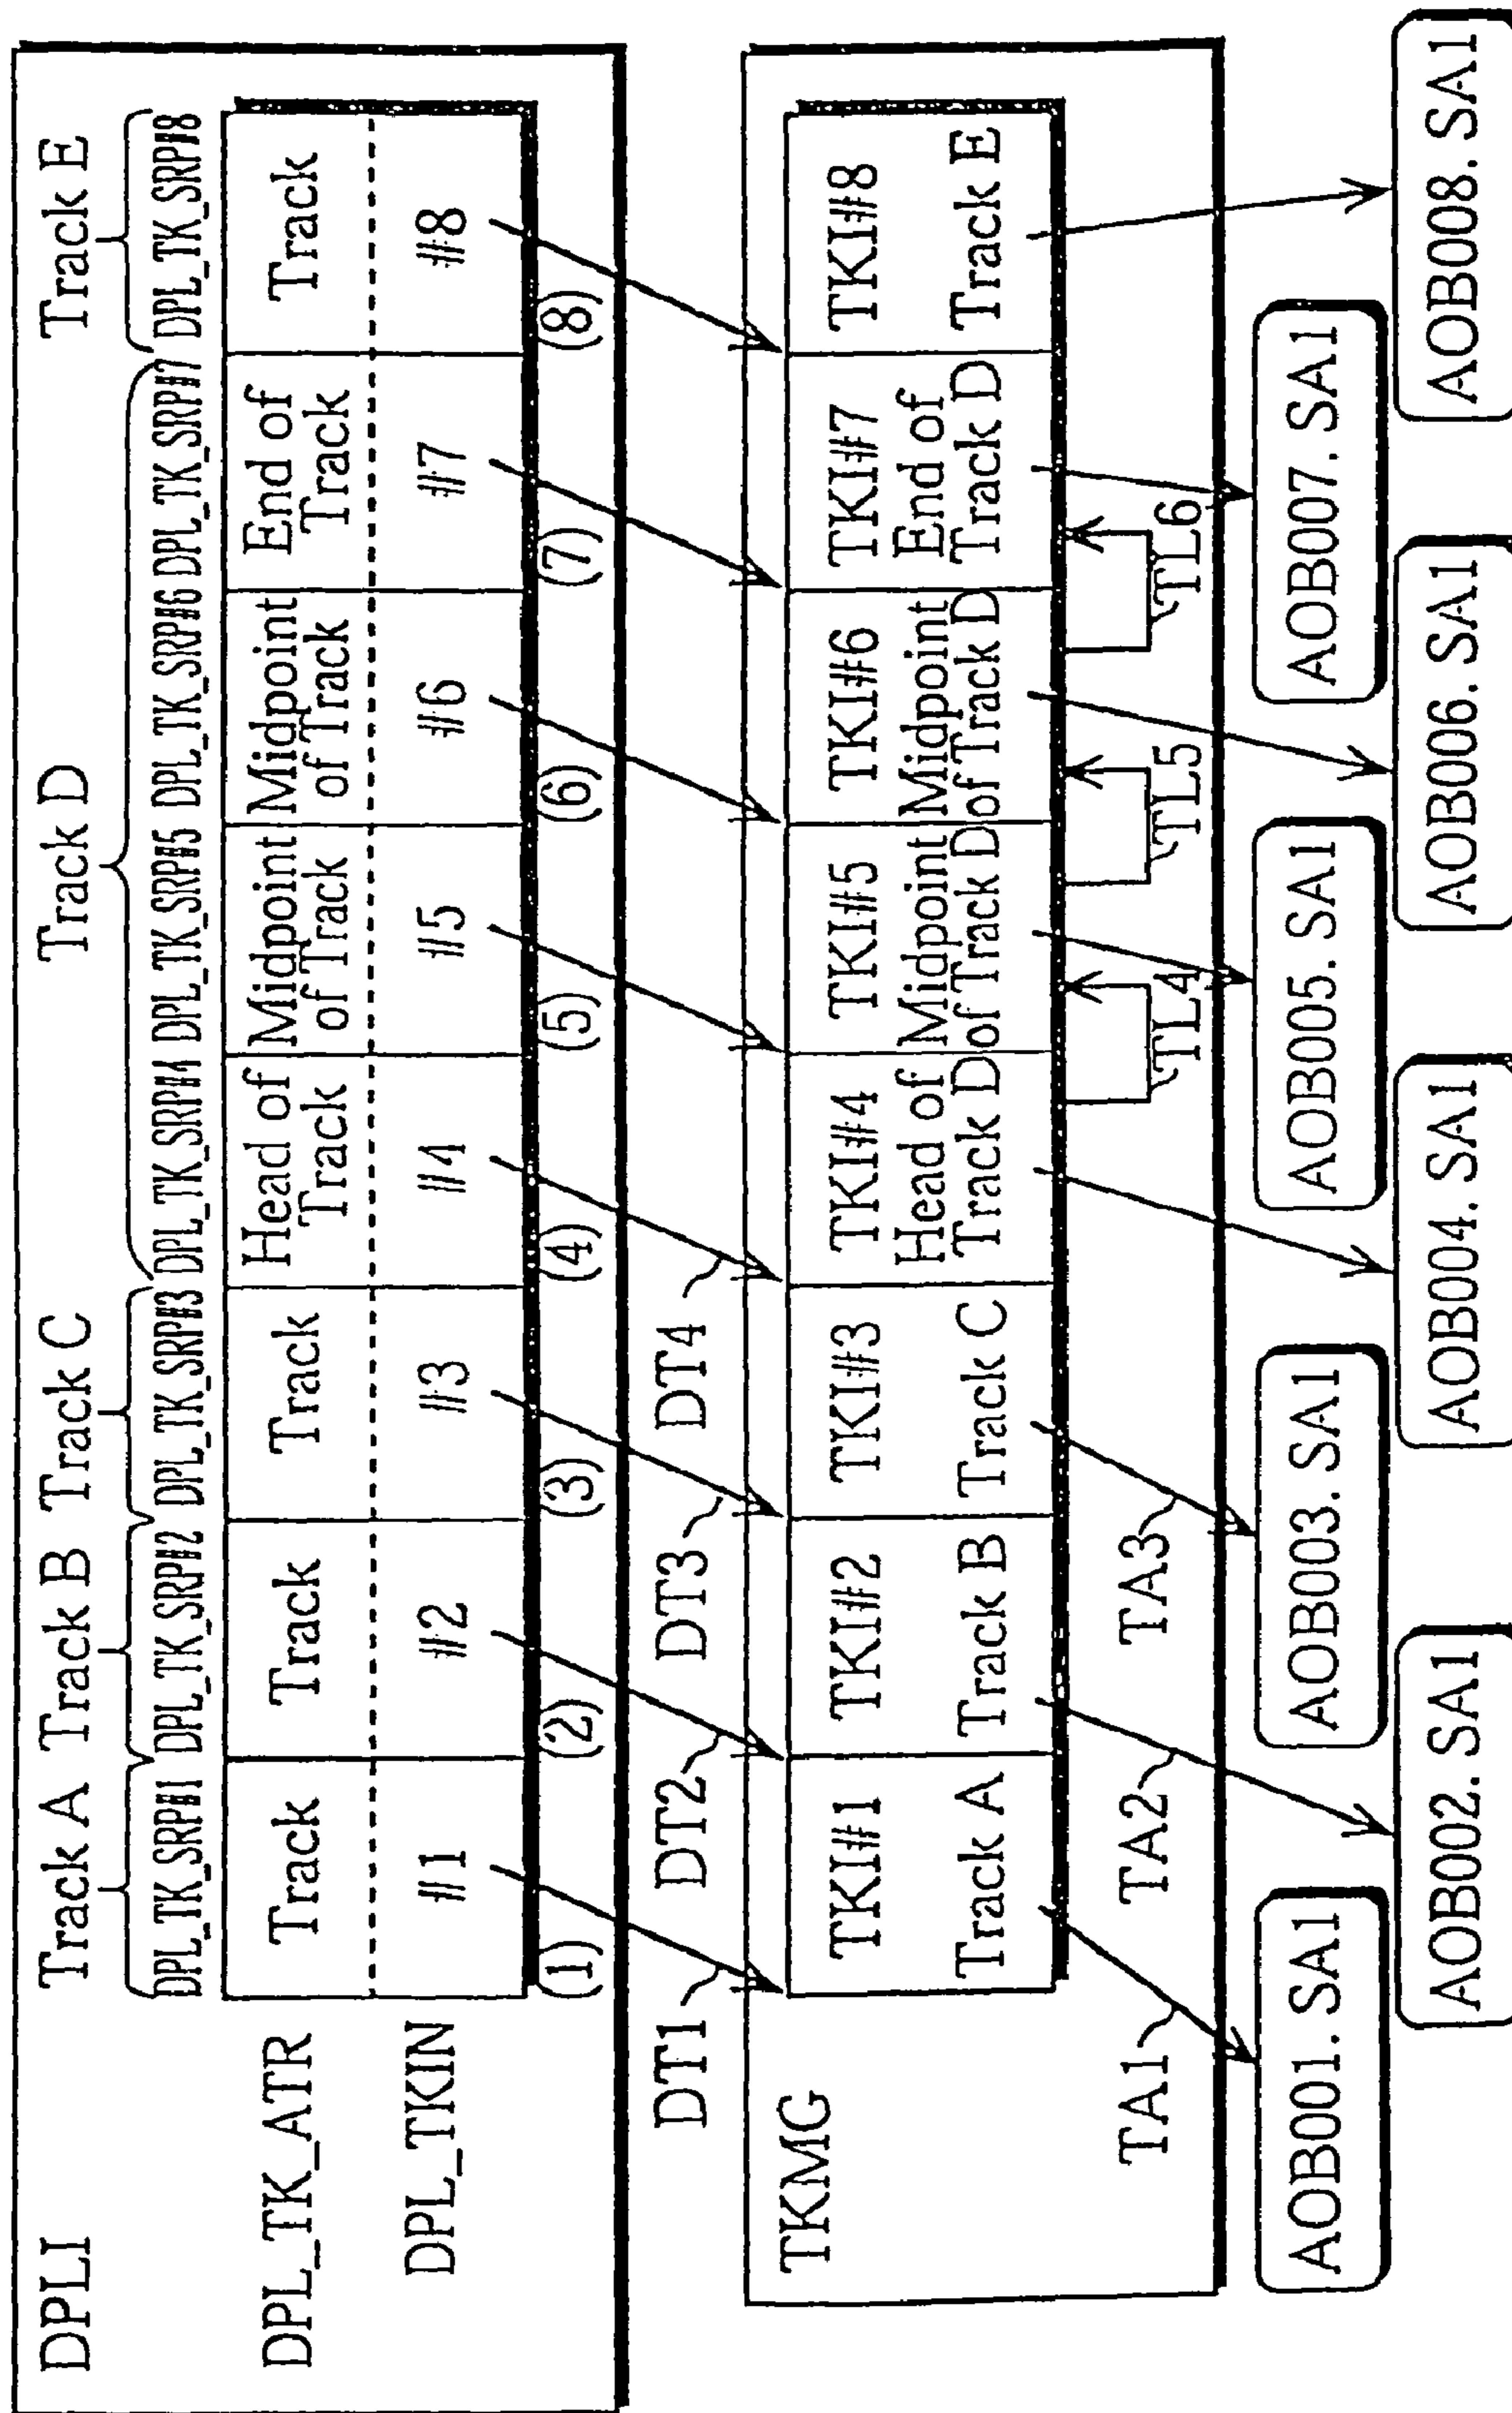 DPLI
Track A Track B Track C Track D Track E
DPL_TK_SRP#1 DPL_TK_SRP#2 DPL_TK_SRP#3 DPL_TK_SRP#4 DPL_TK_SRP#5 DPL_TK_SRP#6 DPL_TK_SRP#7 DPL_TK_SRP#8
DPL_TK_ATR
Track
Track
Track
Head of
Track
Midpoint
of Track
Midpoint
of Track
End of
Track
Track
DPL_TKIN
#1 #2 #3 #4 #5 #6 #7 #8
(1) (2) (3) (4) (5) (6) (7) (8)
DT1 DT2 DT3 DT4
TKMG
TKI#1
Track A
TKI#2
Track B
TKI#3
Track C
TKI#4
Head of
Track D
TKI#5
Midpoint
of Track D
TKI#6
Midpoint
of Track D
TKI#7
End of
Track D
TKI#8
Track E
TA1 TA2 TA3 TL4 TL5 TL6
AOB001.SA1 AOB003.SA1 AOB005.SA1 AOB007.SA1
AOB002.SA1 AOB004.SA1 AOB006.SA1 AOB008.SA1